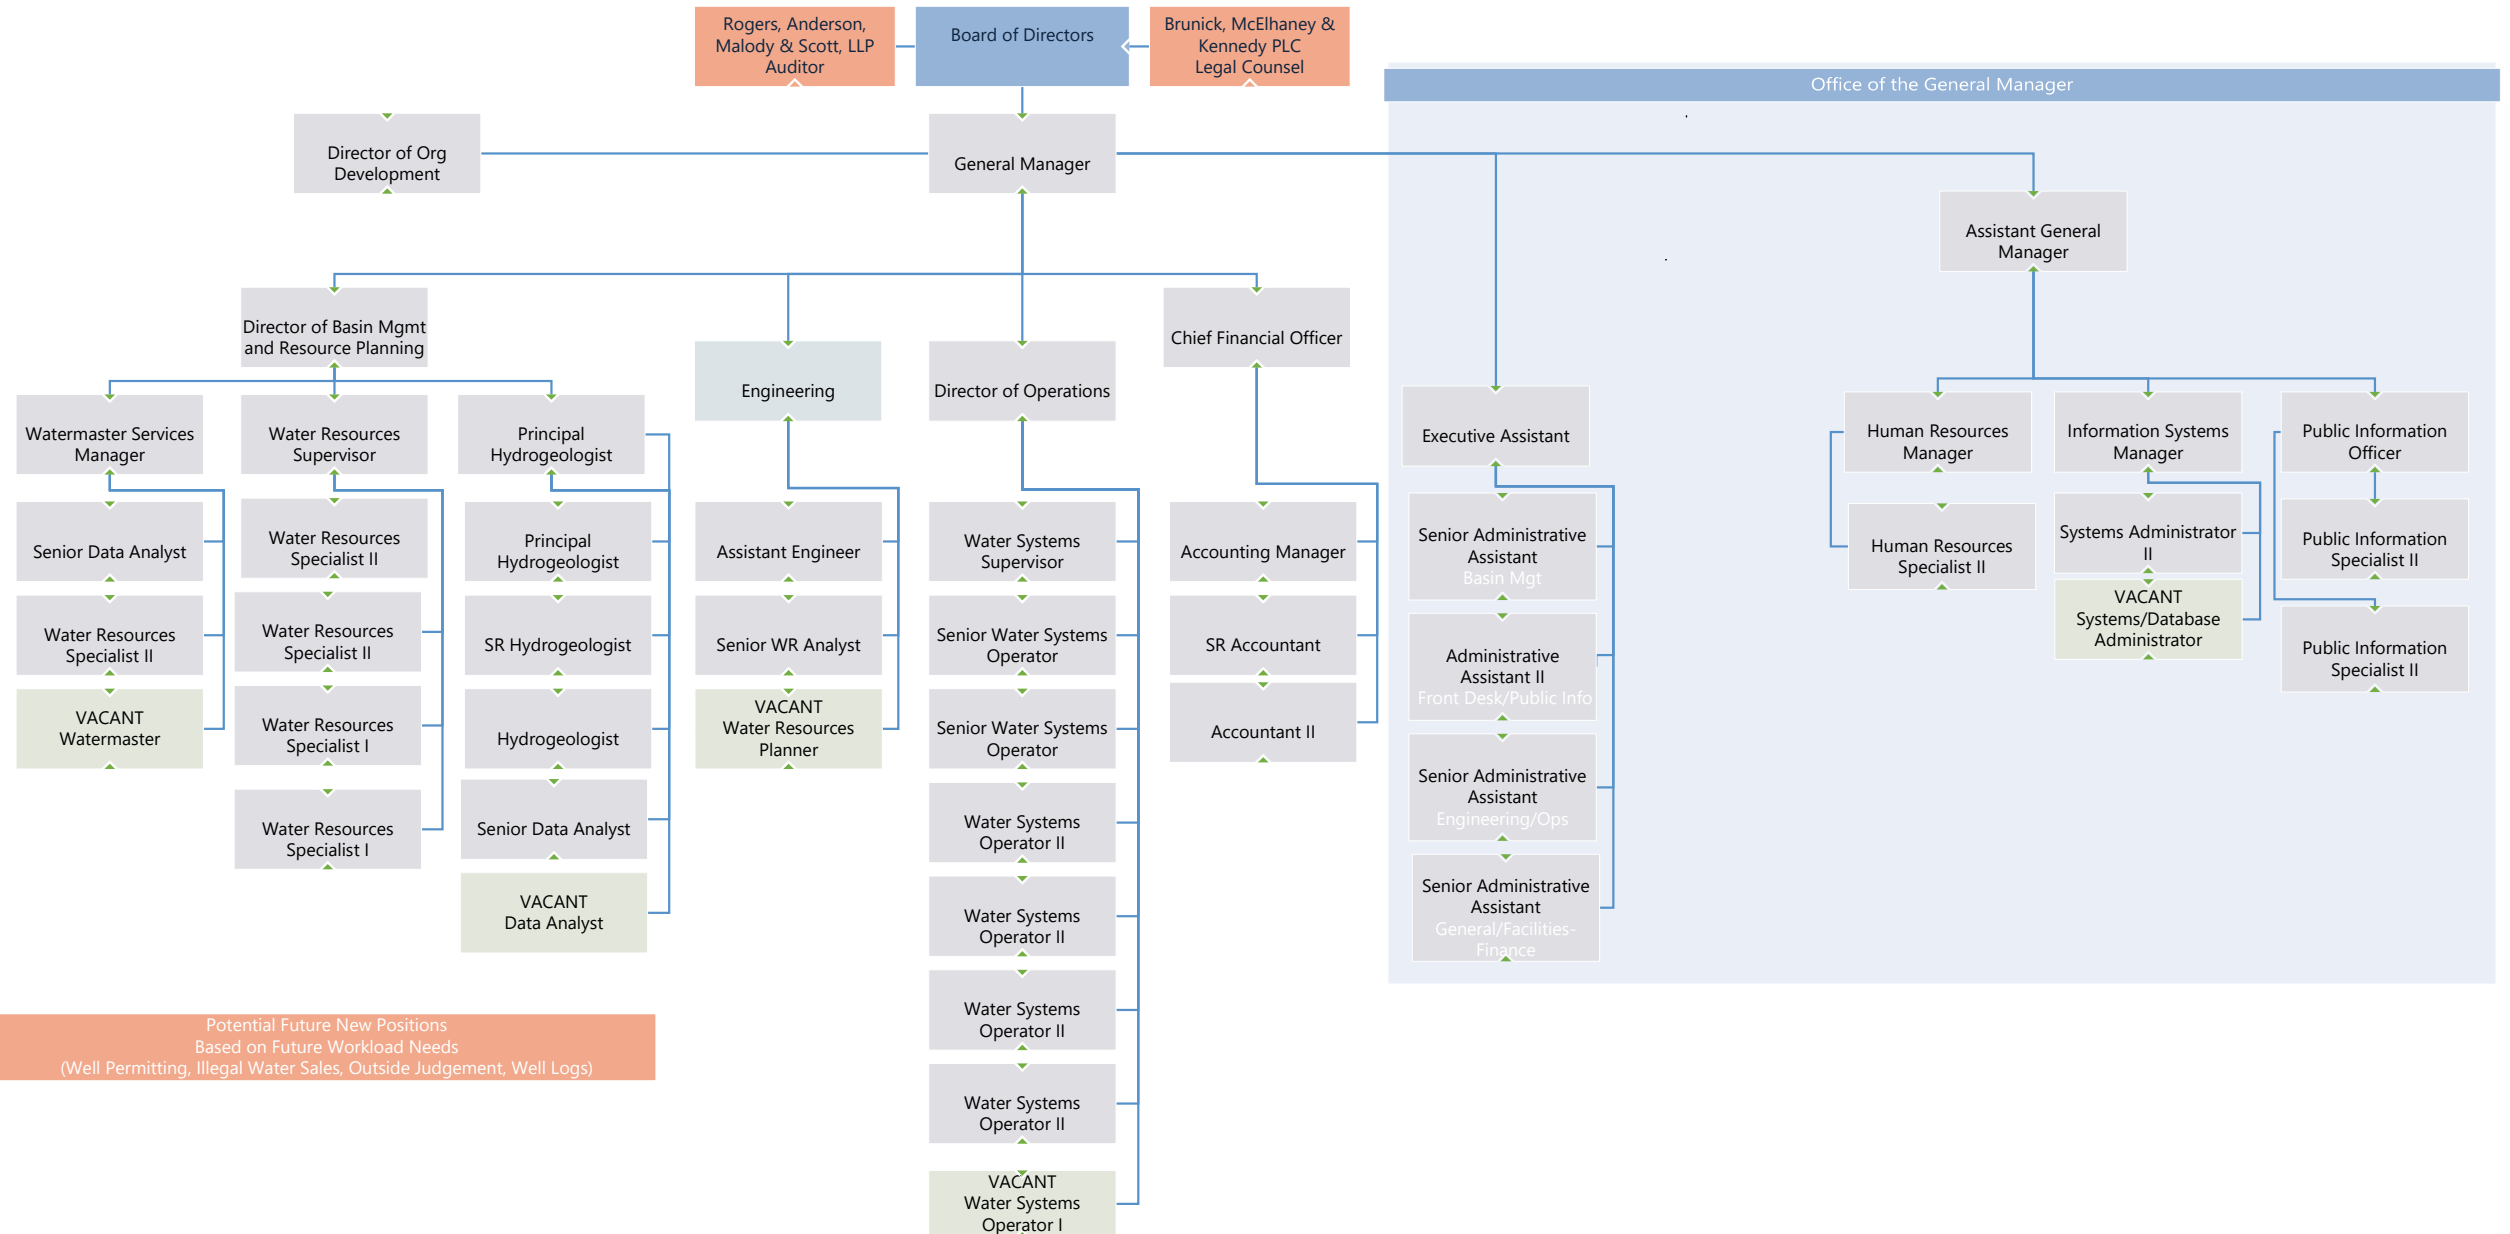 Rogers, Anderson,
Malody & Scott, LLP
Auditor
Board of Directors
Brunick, McElhaney &
Kennedy PLC
Legal Counsel
Office of the General Manager
Director of Org
Development
General Manager
Assistant General
Manager
Director of Basin Mgmt
and Resource Planning
Engineering
Director of Operations
Chief Financial Officer
Watermaster Services
Manager
Senior Data Analyst
Water Resources
Specialist II
VACANT
Watermaster
Water Resources
Supervisor
Water Resources
Specialist II
Water Resources
Specialist II
Water Resources
Specialist I
Water Resources
Specialist I
Principal
Hydrogeologist
Principal
Hydrogeologist
SR Hydrogeologist
Hydrogeologist
Senior Data Analyst
VACANT
Data Analyst
Assistant Engineer
Senior WR Analyst
VACANT
Water Resources
Planner
Water Systems
Supervisor
Senior Water Systems
Operator
Senior Water Systems
Operator
Water Systems
Operator II
Water Systems
Operator II
Water Systems
Operator II
Water Systems
Operator II
VACANT
Water Systems
Operator I
Accounting Manager
SR Accountant
Accountant II
Executive Assistant
Senior Administrative
Assistant
Basin Mgt
Administrative
Assistant II
Front Desk/Public Info
Senior Administrative
Assistant
Engineering/Ops
Senior Administrative
Assistant
General/Facilities-
Finance
Human Resources
Manager
Human Resources
Specialist II
Information Systems
Manager
Systems Administrator
II
VACANT
Systems/Database
Administrator
Public Information
Officer
Public Information
Specialist II
Public Information
Specialist II
Potential Future New Positions
Based on Future Workload Needs
(Well Permitting, Illegal Water Sales, Outside Judgement, Well Logs)